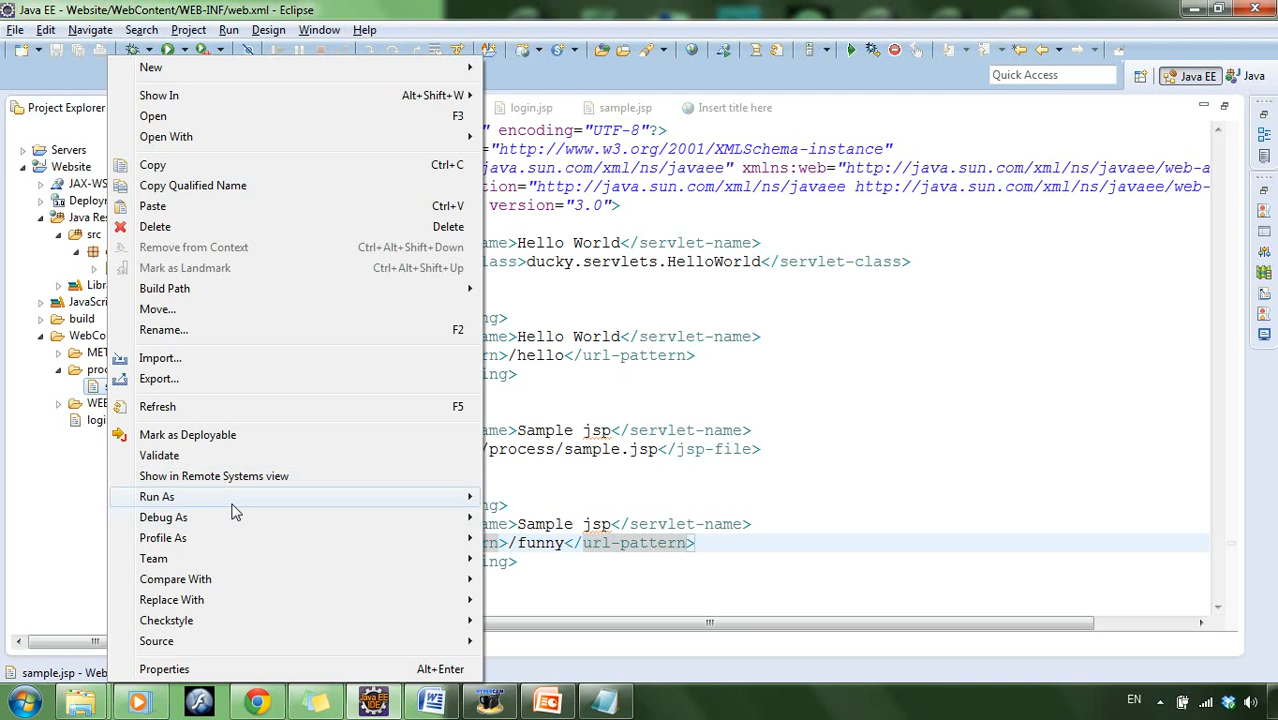 Java EE - Website/WebContent/WEB-INF/web.xml - Eclipse
File Edit Navigate Search Project Run Design Window Help
Quick Access
Java EE
Java
Project Explorer
login.jsp
sample.jsp
Insert title here
Servers
Website
JAX-WS
Deploy
Java Res
src
Libr
JavaScri
build
WebCo
MET
proc
s
WEB
logi
New
Show In Alt+Shift+W
Open F3
Open With
Copy Ctrl+C
Copy Qualified Name
Paste Ctrl+V
Delete Delete
Remove from Context Ctrl+Alt+Shift+Down
Mark as Landmark Ctrl+Alt+Shift+Up
Build Path
Move...
Rename... F2
Import...
Export...
Refresh F5
Mark as Deployable
Validate
Show in Remote Systems view
Run As
Debug As
Profile As
Team
Compare With
Replace With
Checkstyle
Source
Properties Alt+Enter
" encoding="UTF-8"?>
="http://www.w3.org/2001/XMLSchema-instance"
java.sun.com/xml/ns/javaee" xmlns:web="http://java.sun.com/xml/ns/javaee/web-a
tion="http://java.sun.com/xml/ns/javaee http://java.sun.com/xml/ns/javaee/web-
version="3.0">
ame>Hello World</servlet-name>
lass>ducky.servlets.HelloWorld</servlet-class>
ng>
ame>Hello World</servlet-name>
rn>/hello</url-pattern>
ing>
ame>Sample jsp</servlet-name>
/process/sample.jsp</jsp-file>
ng>
ame>Sample jsp</servlet-name>
rn>/funny</url-pattern>
ing>
sample.jsp - Web
Java EE
IDE
HYPERCAM
EN